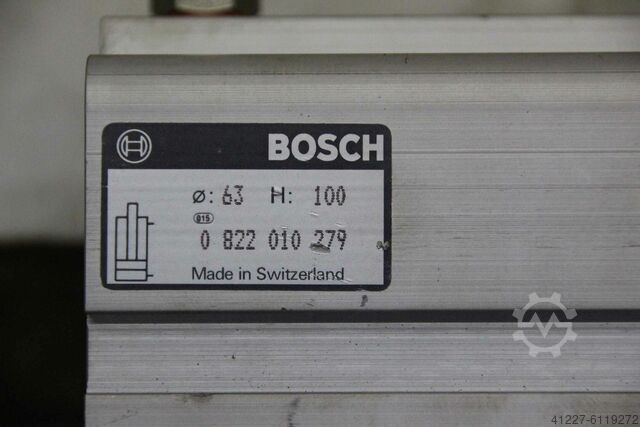 BOSCH
ø: 63 H: 100
015
0 822 010 279
Made in Switzerland
41227-6119272